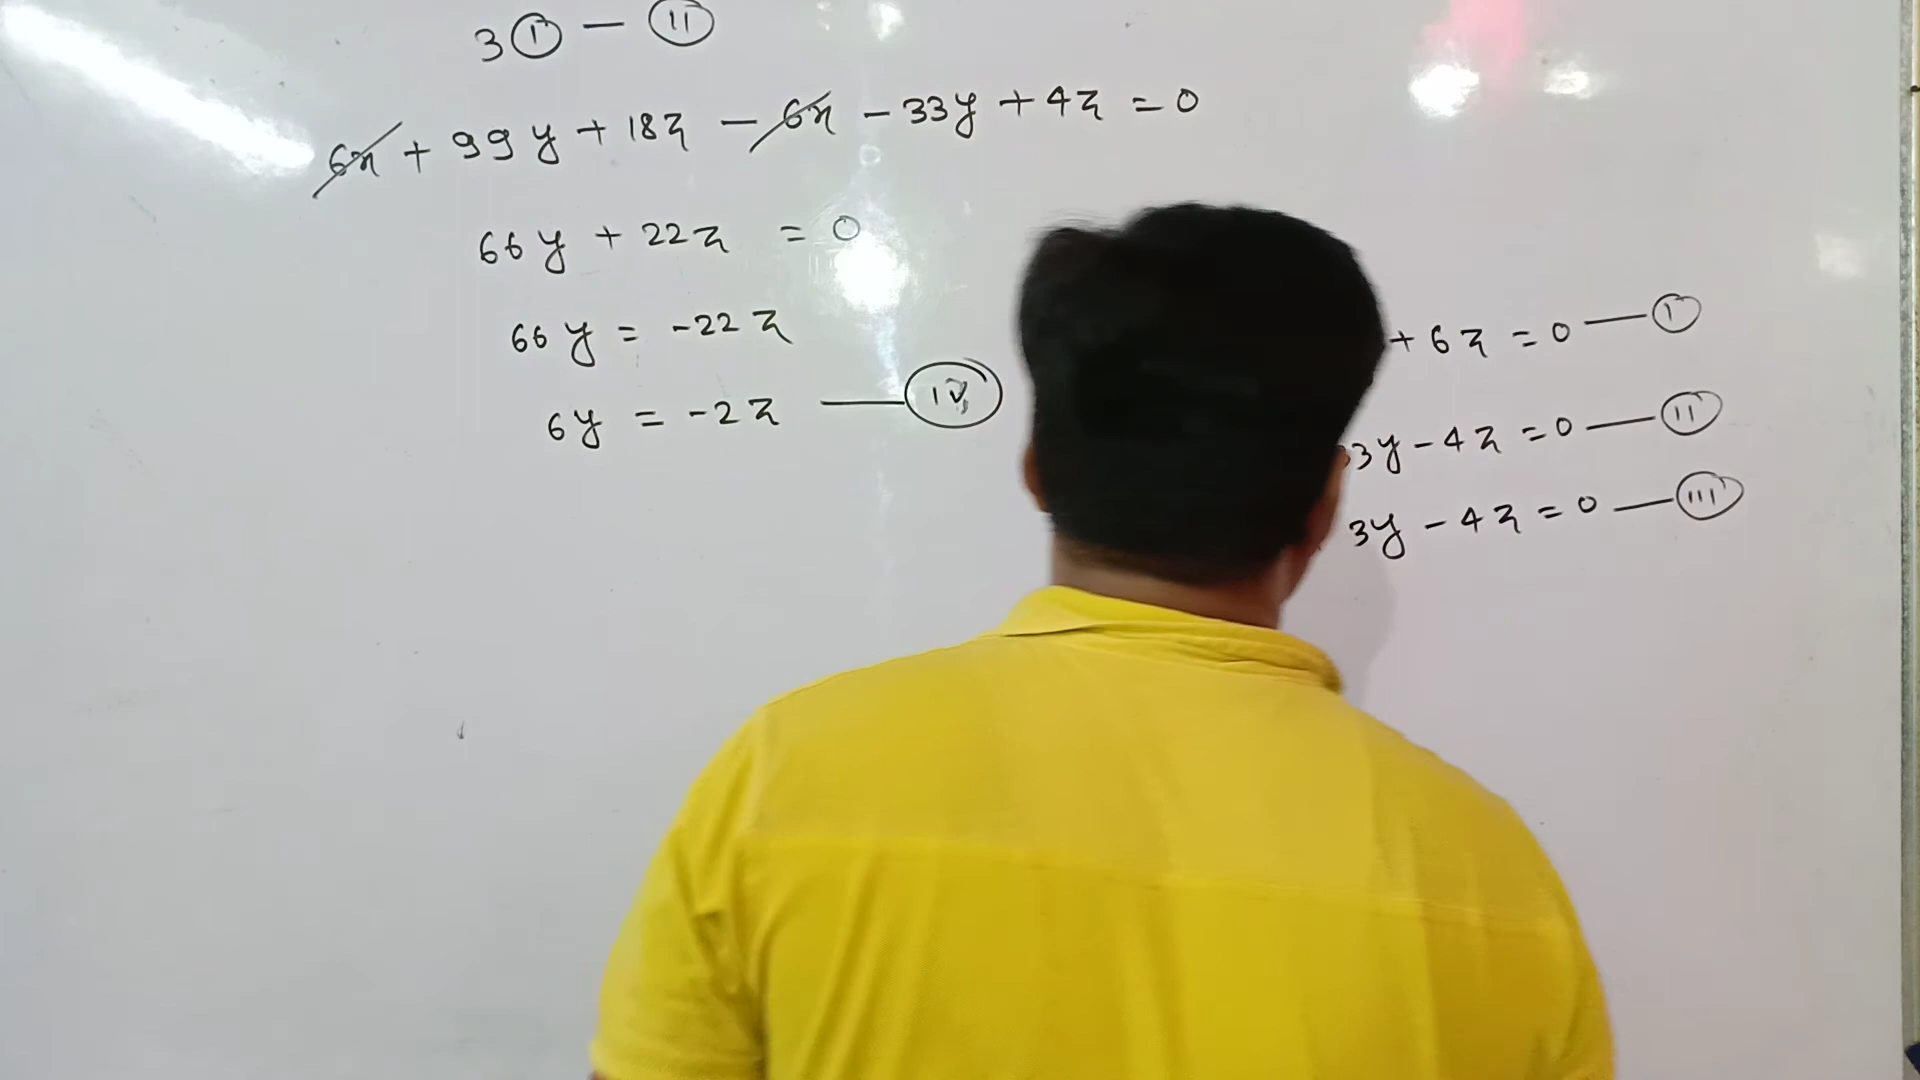 3 (I) — (II)
6x + 99y + 18z - 6x - 33y + 4z = 0
66y + 22z = 0
66y = -22z
6y = -2z — (IV)
+ 6z = 0 — (I)
3y - 4z = 0 — (II)
3y - 4z = 0 — (III)